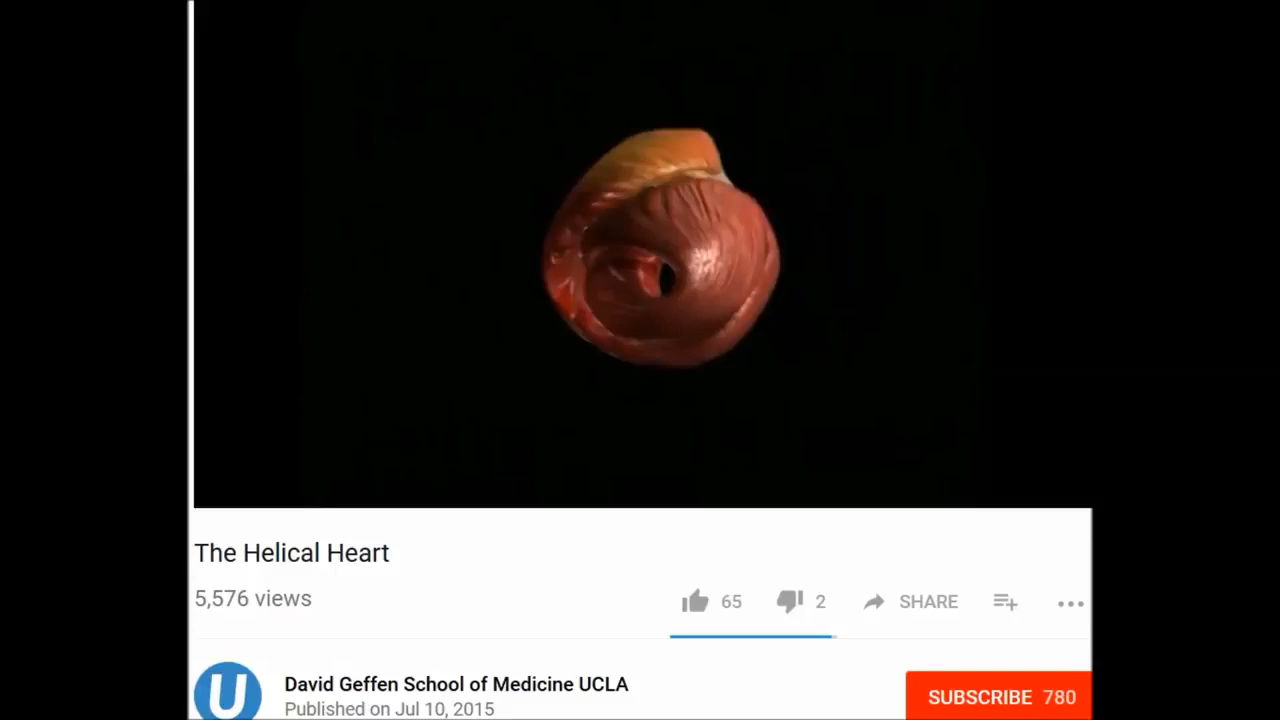 The Helical Heart
5,576 views
65
2
SHARE
U
David Geffen School of Medicine UCLA
Published on Jul 10, 2015
SUBSCRIBE 780